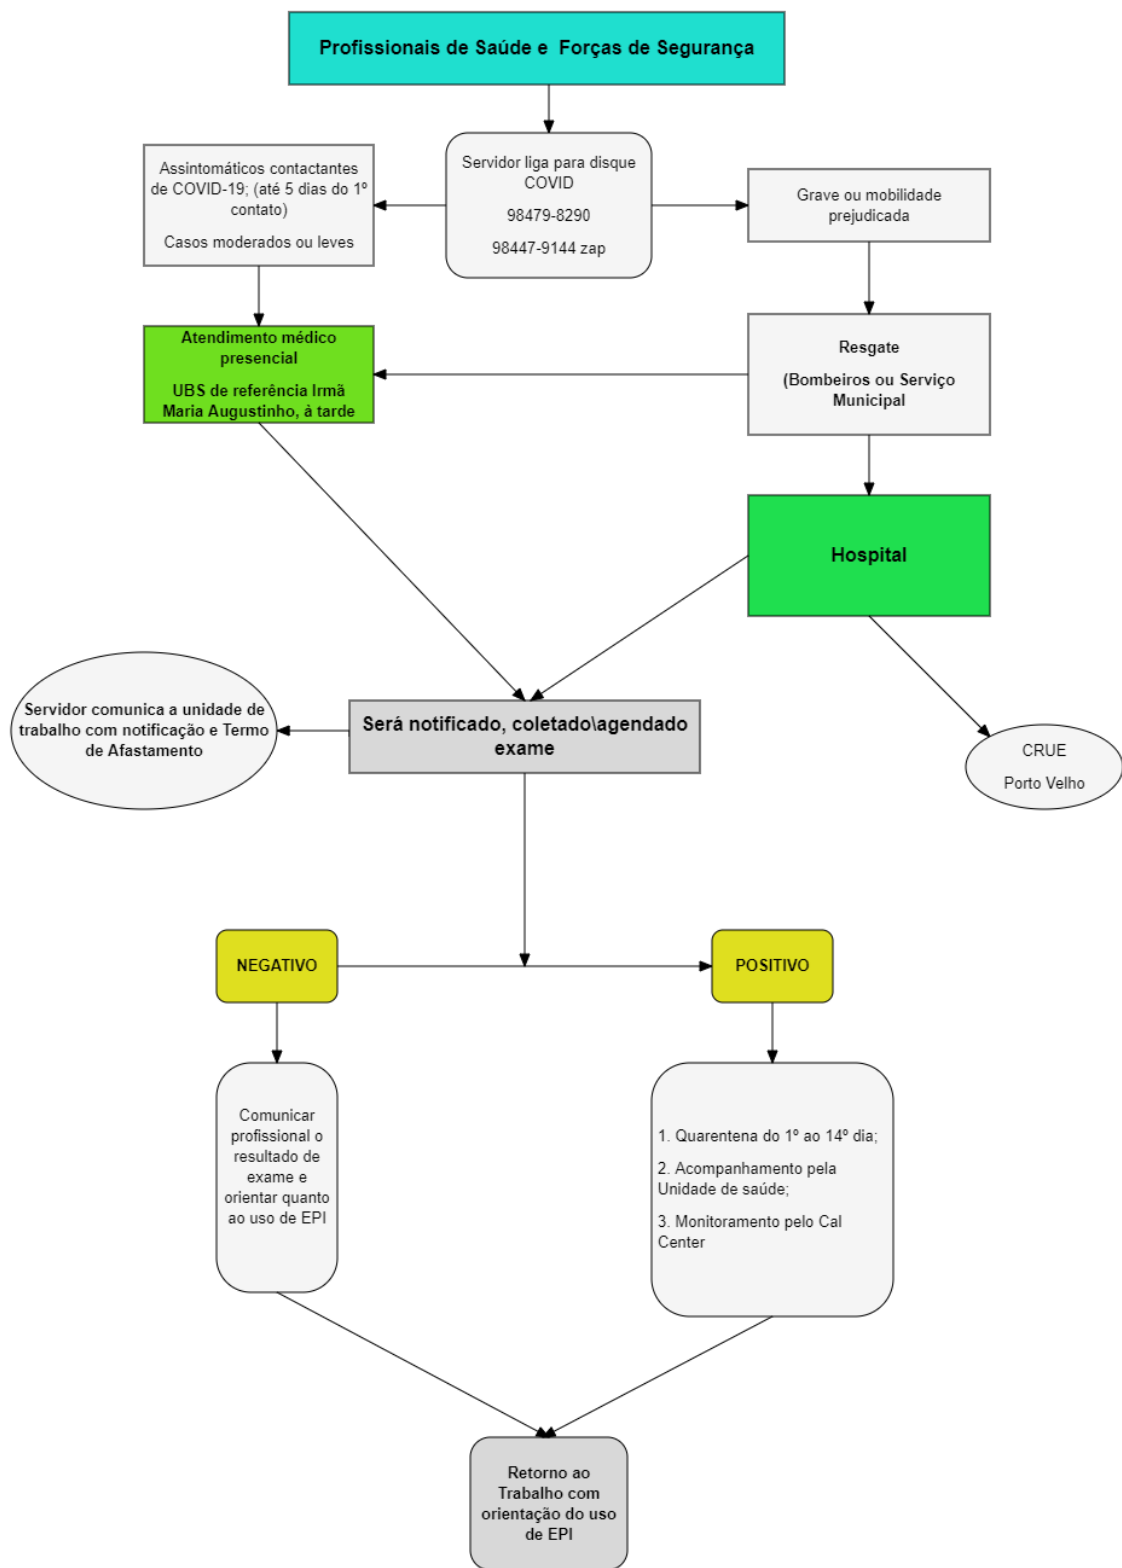 Profissionais de Saúde e Forças de Segurança
Assintomáticos contactantes
de COVID-19; (até 5 dias do 1º
contato)
Casos moderados ou leves
Servidor liga para disque
COVID
98479-8290
98447-9144 zap
Grave ou mobilidade
prejudicada
Atendimento médico
presencial
UBS de referência Irmã
Maria Augustinho, à tarde
Resgate
(Bombeiros ou Serviço
Municipal
Hospital
Servidor comunica a unidade de
trabalho com notificação e Termo
de Afastamento
Será notificado, coletado\agendado
exame
CRUE
Porto Velho
NEGATIVO
POSITIVO
Comunicar
profissional o
resultado de
exame e
orientar quanto
ao uso de EPI
1. Quarentena do 1º ao 14º dia;
2. Acompanhamento pela
Unidade de saúde;
3. Monitoramento pelo Cal
Center
Retorno ao
Trabalho com
orientação do uso
de EPI